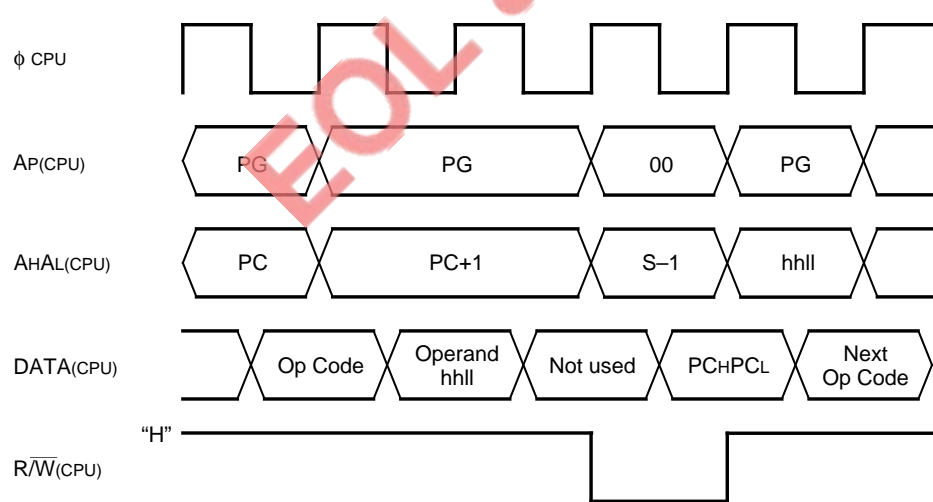 φ CPU
AP(CPU) PG PG 00 PG
AHAL(CPU) PC PC+1 S–1 hhll
DATA(CPU) Op Code Operand hhll Not used PCHPCL Next Op Code
“H”
R/W(CPU)
EOL